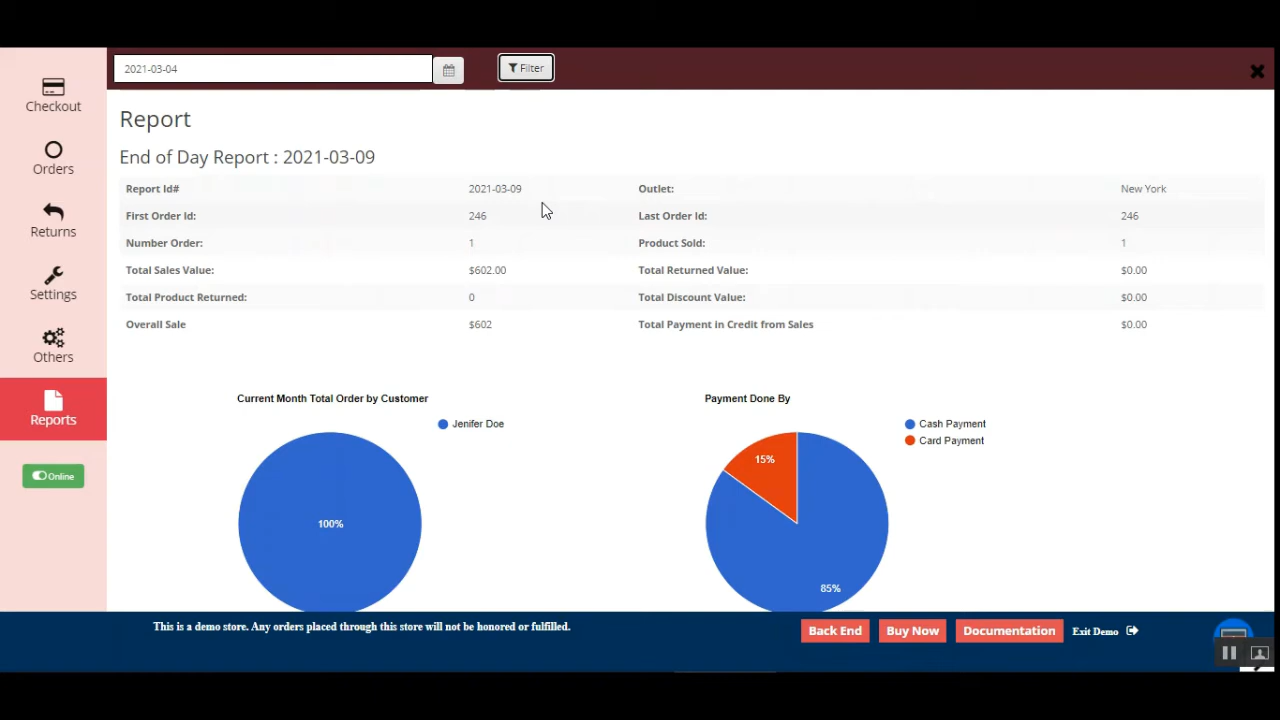 2021-03-04
Filter
Checkout
Orders
Returns
Settings
Others
Reports
Online
Report
End of Day Report : 2021-03-09
Report Id# 2021-03-09 Outlet: New York
First Order Id: 246 Last Order Id: 246
Number Order: 1 Product Sold: 1
Total Sales Value: $602.00 Total Returned Value: $0.00
Total Product Returned: 0 Total Discount Value: $0.00
Overall Sale $602 Total Payment in Credit from Sales $0.00
Current Month Total Order by Customer
Jenifer Doe
100%
Payment Done By
Cash Payment
Card Payment
15%
85%
This is a demo store. Any orders placed through this store will not be honored or fulfilled.
Back End
Buy Now
Documentation
Exit Demo